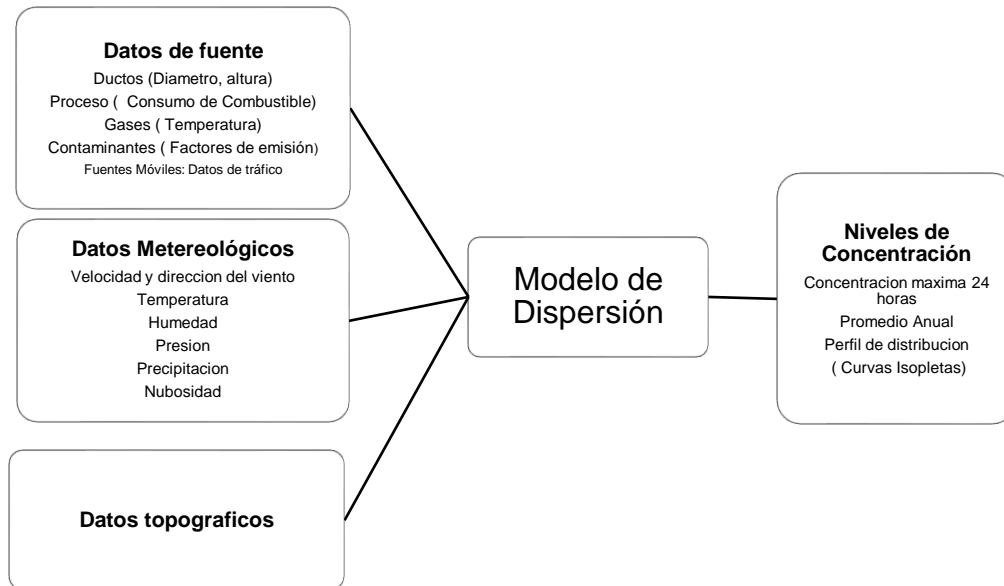 Datos de fuente
Ductos (Diametro, altura)
Proceso ( Consumo de Combustible)
Gases ( Temperatura)
Contaminantes ( Factores de emisión)
Fuentes Móviles: Datos de tráfico
Datos Metereológicos
Velocidad y direccion del viento
Temperatura
Humedad
Presion
Precipitacion
Nubosidad
Datos topograficos
Modelo de
Dispersión
Niveles de
Concentración
Concentracion maxima 24
horas
Promedio Anual
Perfil de distribucion
( Curvas Isopletas)